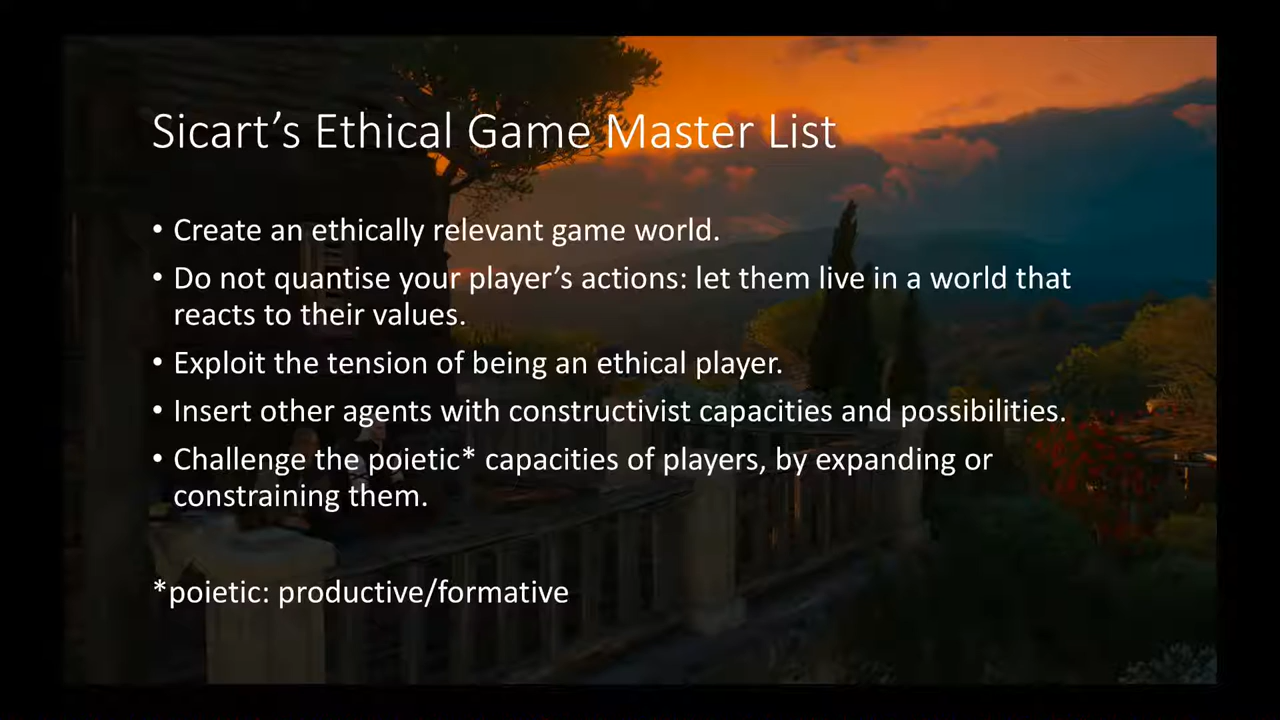 Sicart's Ethical Game Master List
• Create an ethically relevant game world.
• Do not quantise your player's actions: let them live in a world that
reacts to their values.
• Exploit the tension of being an ethical player.
• Insert other agents with constructivist capacities and possibilities.
• Challenge the poietic* capacities of players, by expanding or
constraining them.
*poietic: productive/formative